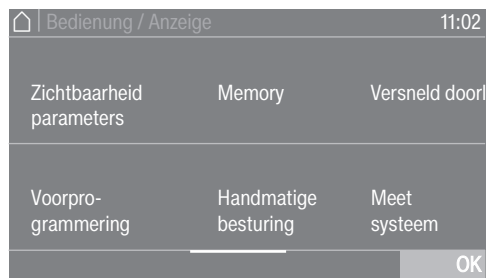 Bedienung / Anzeige 11:02
Zichtbaarheid parameters
Memory
Versneld doorl
Voorpro-
grammering
Handmatige besturing
Meet systeem
OK